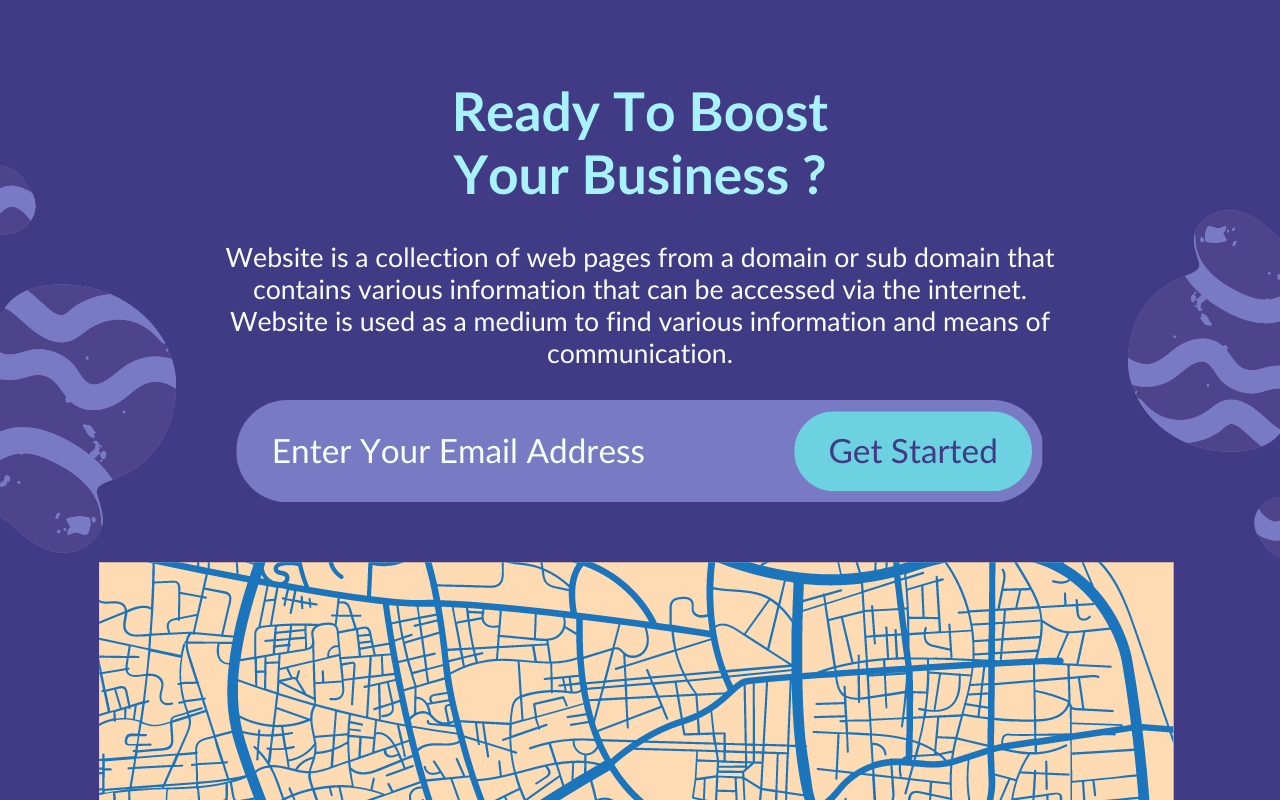 Ready To Boost
Your Business ?
Website is a collection of web pages from a domain or sub domain that
contains various information that can be accessed via the internet.
Website is used as a medium to find various information and means of
communication.
Enter Your Email Address
Get Started